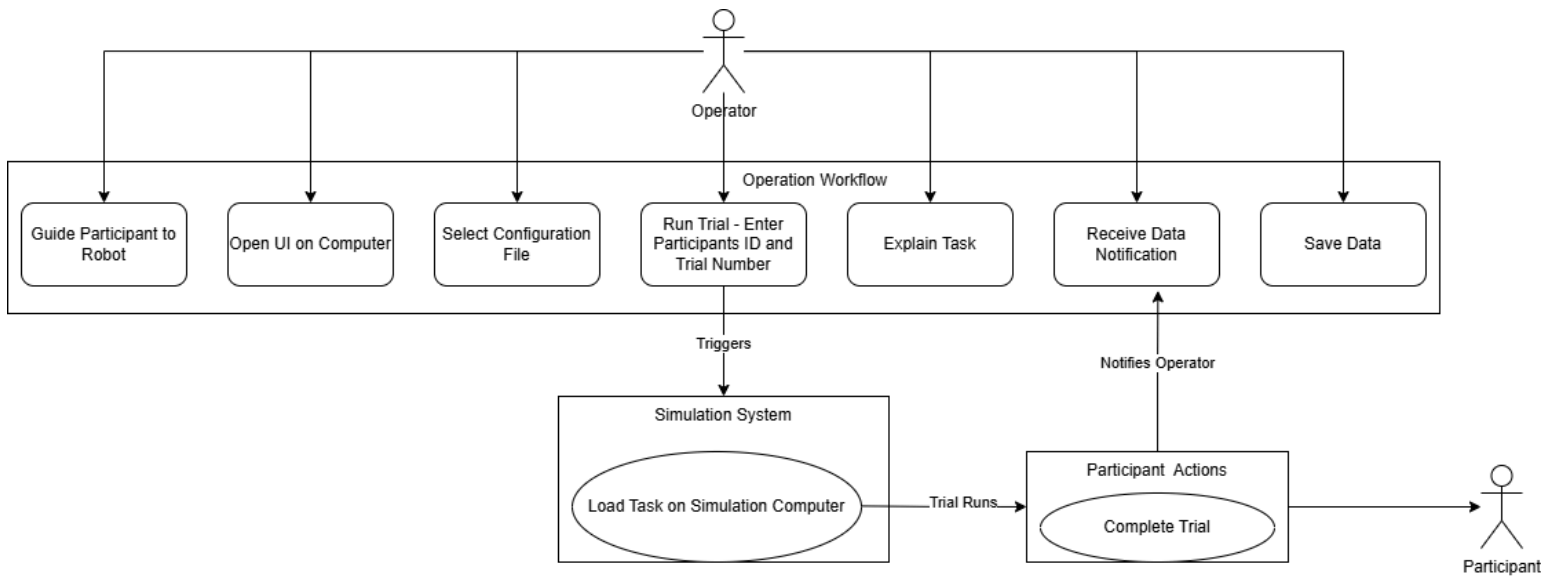 Operator
Operation Workflow
Guide Participant to
Robot
Open UI on Computer
Select Configuration
File
Run Trial - Enter
Participants ID and
Trial Number
Explain Task
Receive Data
Notification
Save Data
Triggers
Notifies Operator
Simulation System
Load Task on Simulation Computer
Trial Runs
Participant Actions
Complete Trial
Participant